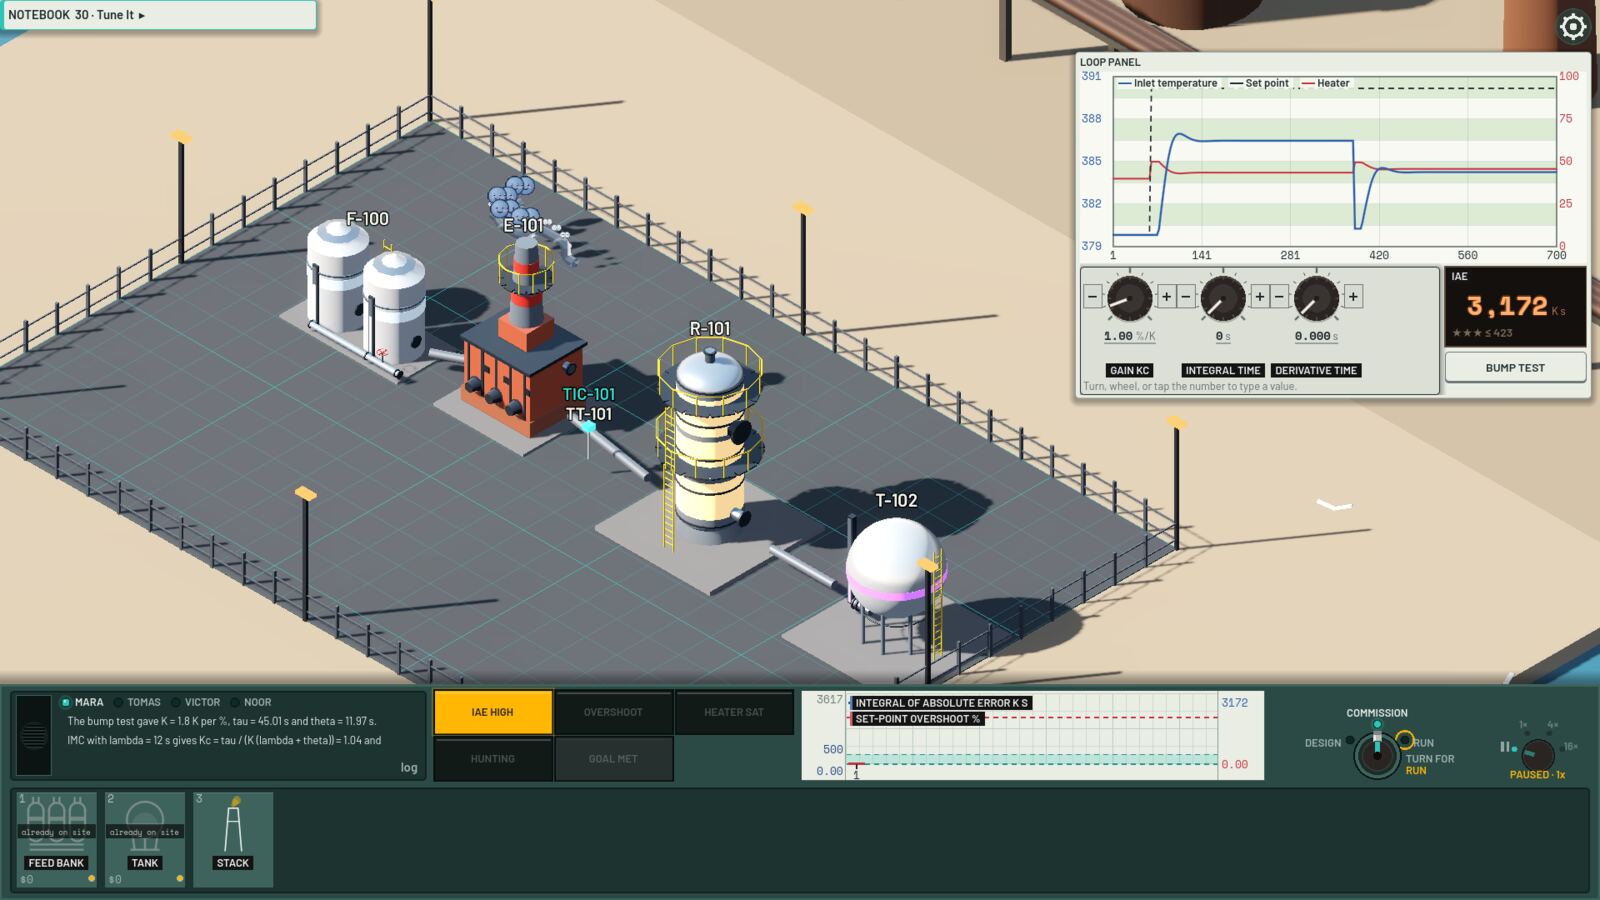 NOTEBOOK 30 · Tune It ▸
LOOP PANEL
Inlet temperature
Set point
Heater
391
388
385
382
379
100
75
50
25
0
1
141
281
420
560
700
−
+
−
+
−
+
1.00 %/K
0 s
0.000 s
GAIN KC
INTEGRAL TIME
DERIVATIVE TIME
Turn, wheel, or tap the number to type a value.
IAE
3,172 K s
★★★ ≤ 423
BUMP TEST
F-100
E-101
R-101
TIC-101
TT-101
T-102
MARA
TOMAS
VICTOR
NOOR
The bump test gave K = 1.8 K per %, tau = 45.01 s and theta = 11.97 s.
IMC with lambda = 12 s gives Kc = tau / (K (lambda + theta)) = 1.04 and
log
IAE HIGH
OVERSHOOT
HEATER SAT
HUNTING
GOAL MET
3617
500
0.00
INTEGRAL OF ABSOLUTE ERROR K S
SET-POINT OVERSHOOT %
1
3172
0.00
COMMISSION
DESIGN
RUN
TURN FOR
RUN
1×
4×
16×
PAUSED · 1x
1
already on site
FEED BANK
$0
2
already on site
TANK
$0
3
STACK